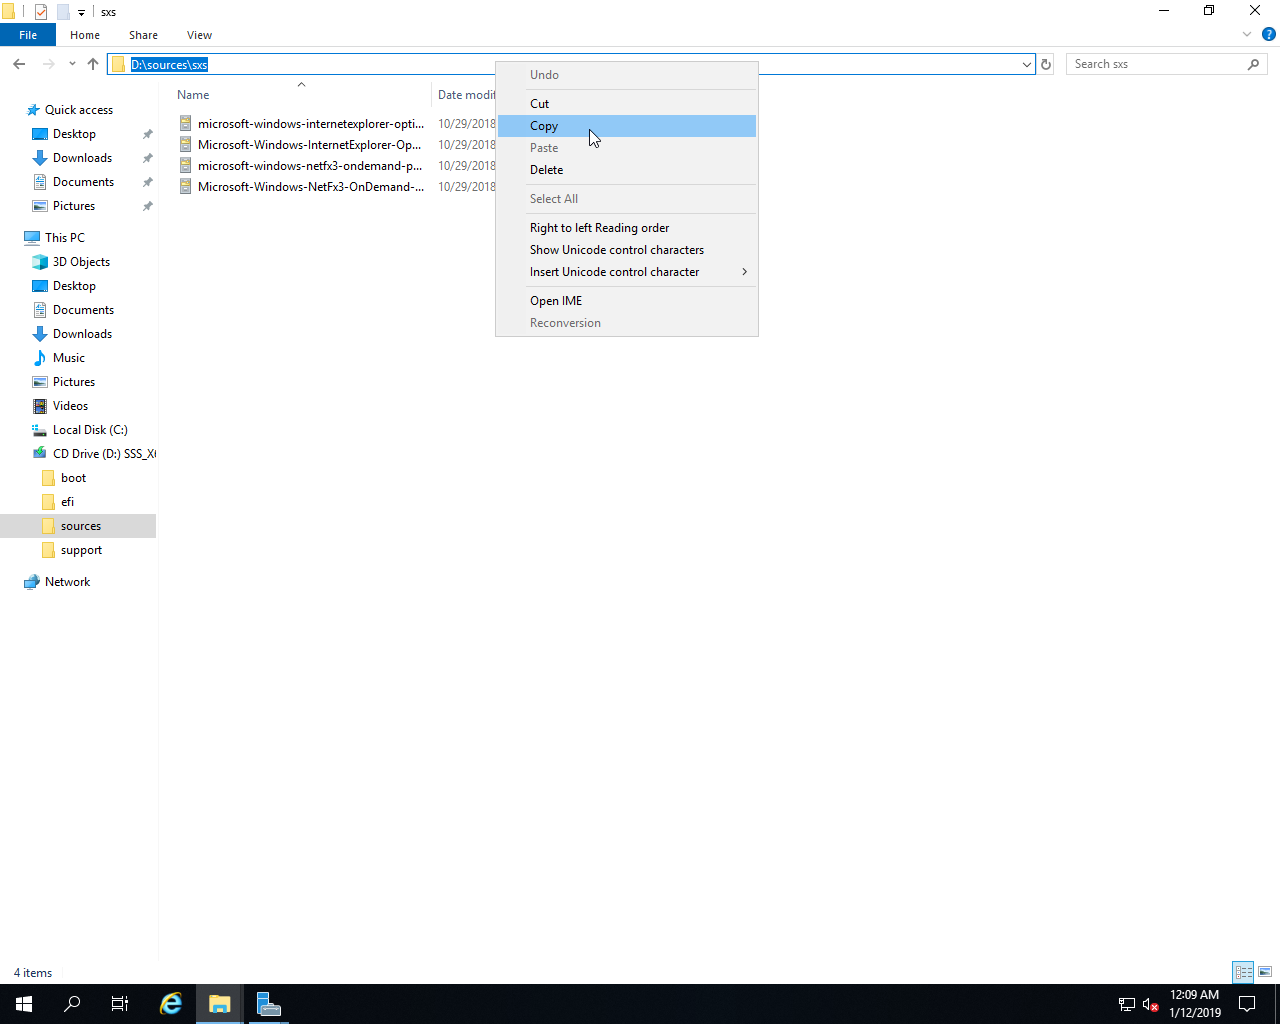 sxs
File Home Share View
D:\sources\sxs
Search sxs
Name Date modif
microsoft-windows-internetexplorer-opti... 10/29/2018
Microsoft-Windows-InternetExplorer-Op... 10/29/2018
microsoft-windows-netfx3-ondemand-p... 10/29/2018
Microsoft-Windows-NetFx3-OnDemand-... 10/29/2018
Undo
Cut
Copy
Paste
Delete
Select All
Right to left Reading order
Show Unicode control characters
Insert Unicode control character
Open IME
Reconversion
Quick access
Desktop
Downloads
Documents
Pictures
This PC
3D Objects
Desktop
Documents
Downloads
Music
Pictures
Videos
Local Disk (C:)
CD Drive (D:) SSS_X6
boot
efi
sources
support
Network
4 items
12:09 AM
1/12/2019